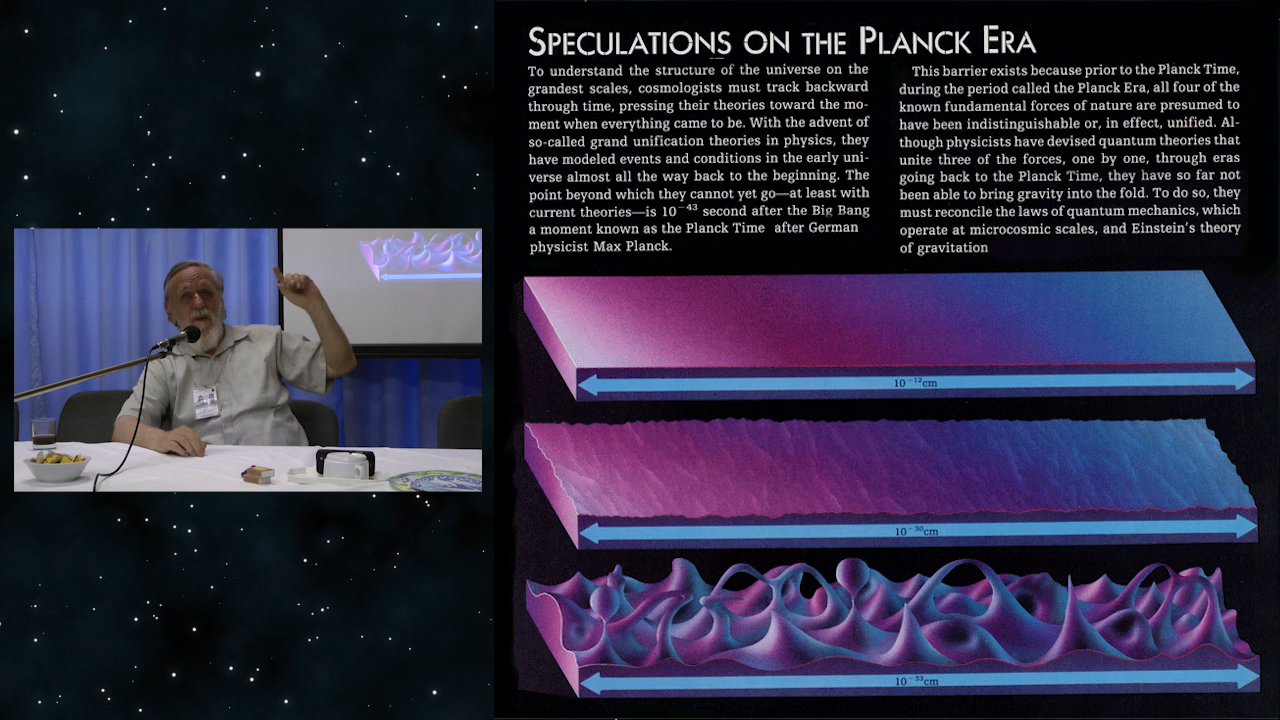 SPECULATIONS ON THE PLANCK ERA
To understand the structure of the universe on the
grandest scales, cosmologists must track backward
through time, pressing their theories toward the mo-
ment when everything came to be. With the advent of
so-called grand unification theories in physics, they
have modeled events and conditions in the early uni-
verse almost all the way back to the beginning. The
point beyond which they cannot yet go—at least with
current theories—is 10⁻⁴³ second after the Big Bang
a moment known as the Planck Time after German
physicist Max Planck.
This barrier exists because prior to the Planck Time,
during the period called the Planck Era, all four of the
known fundamental forces of nature are presumed to
have been indistinguishable or, in effect, unified. Al-
though physicists have devised quantum theories that
unite three of the forces, one by one, through eras
going back to the Planck Time, they have so far not
been able to bring gravity into the fold. To do so, they
must reconcile the laws of quantum mechanics, which
operate at microcosmic scales, and Einstein's theory
of gravitation
10⁻¹²cm
10⁻³⁰cm
10⁻³³cm